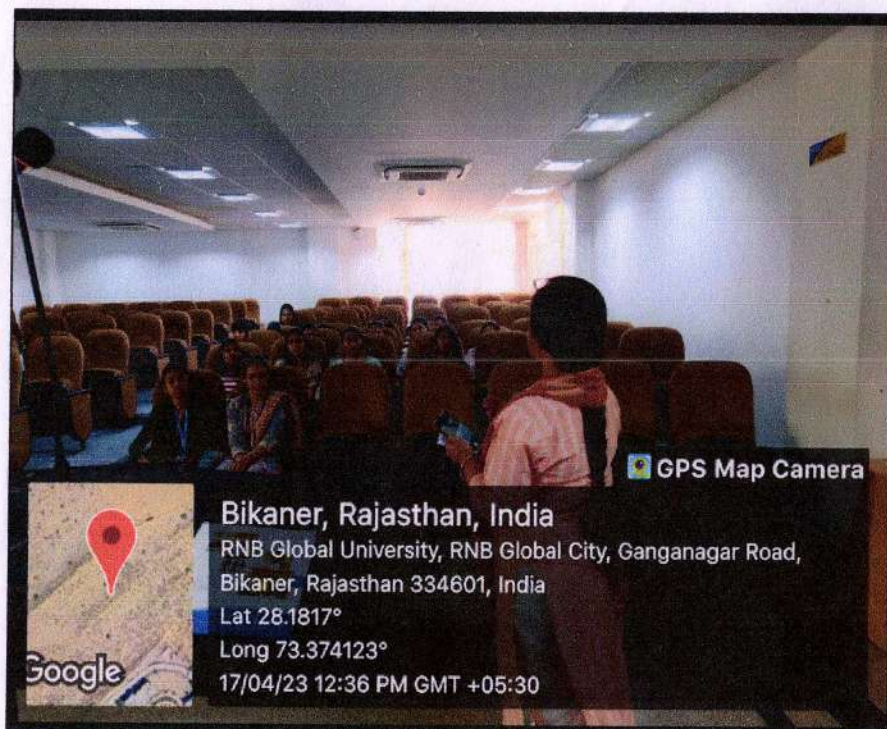 GPS Map Camera
Bikaner, Rajasthan, India
RNB Global University, RNB Global City, Ganganagar Road,
Bikaner, Rajasthan 334601, India
Lat 28.1817°
Long 73.374123°
17/04/23 12:36 PM GMT +05:30
Google